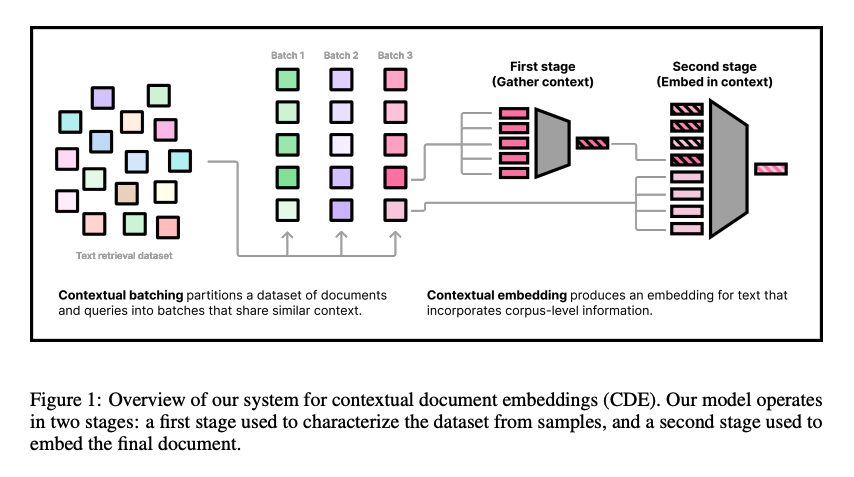 Batch 1 Batch 2 Batch 3
First stage
(Gather context)
Second stage
(Embed in context)
Text retrieval dataset
Contextual batching partitions a dataset of documents
and queries into batches that share similar context.
Contextual embedding produces an embedding for text that
incorporates corpus-level information.
Figure 1: Overview of our system for contextual document embeddings (CDE). Our model operates
in two stages: a first stage used to characterize the dataset from samples, and a second stage used to
embed the final document.